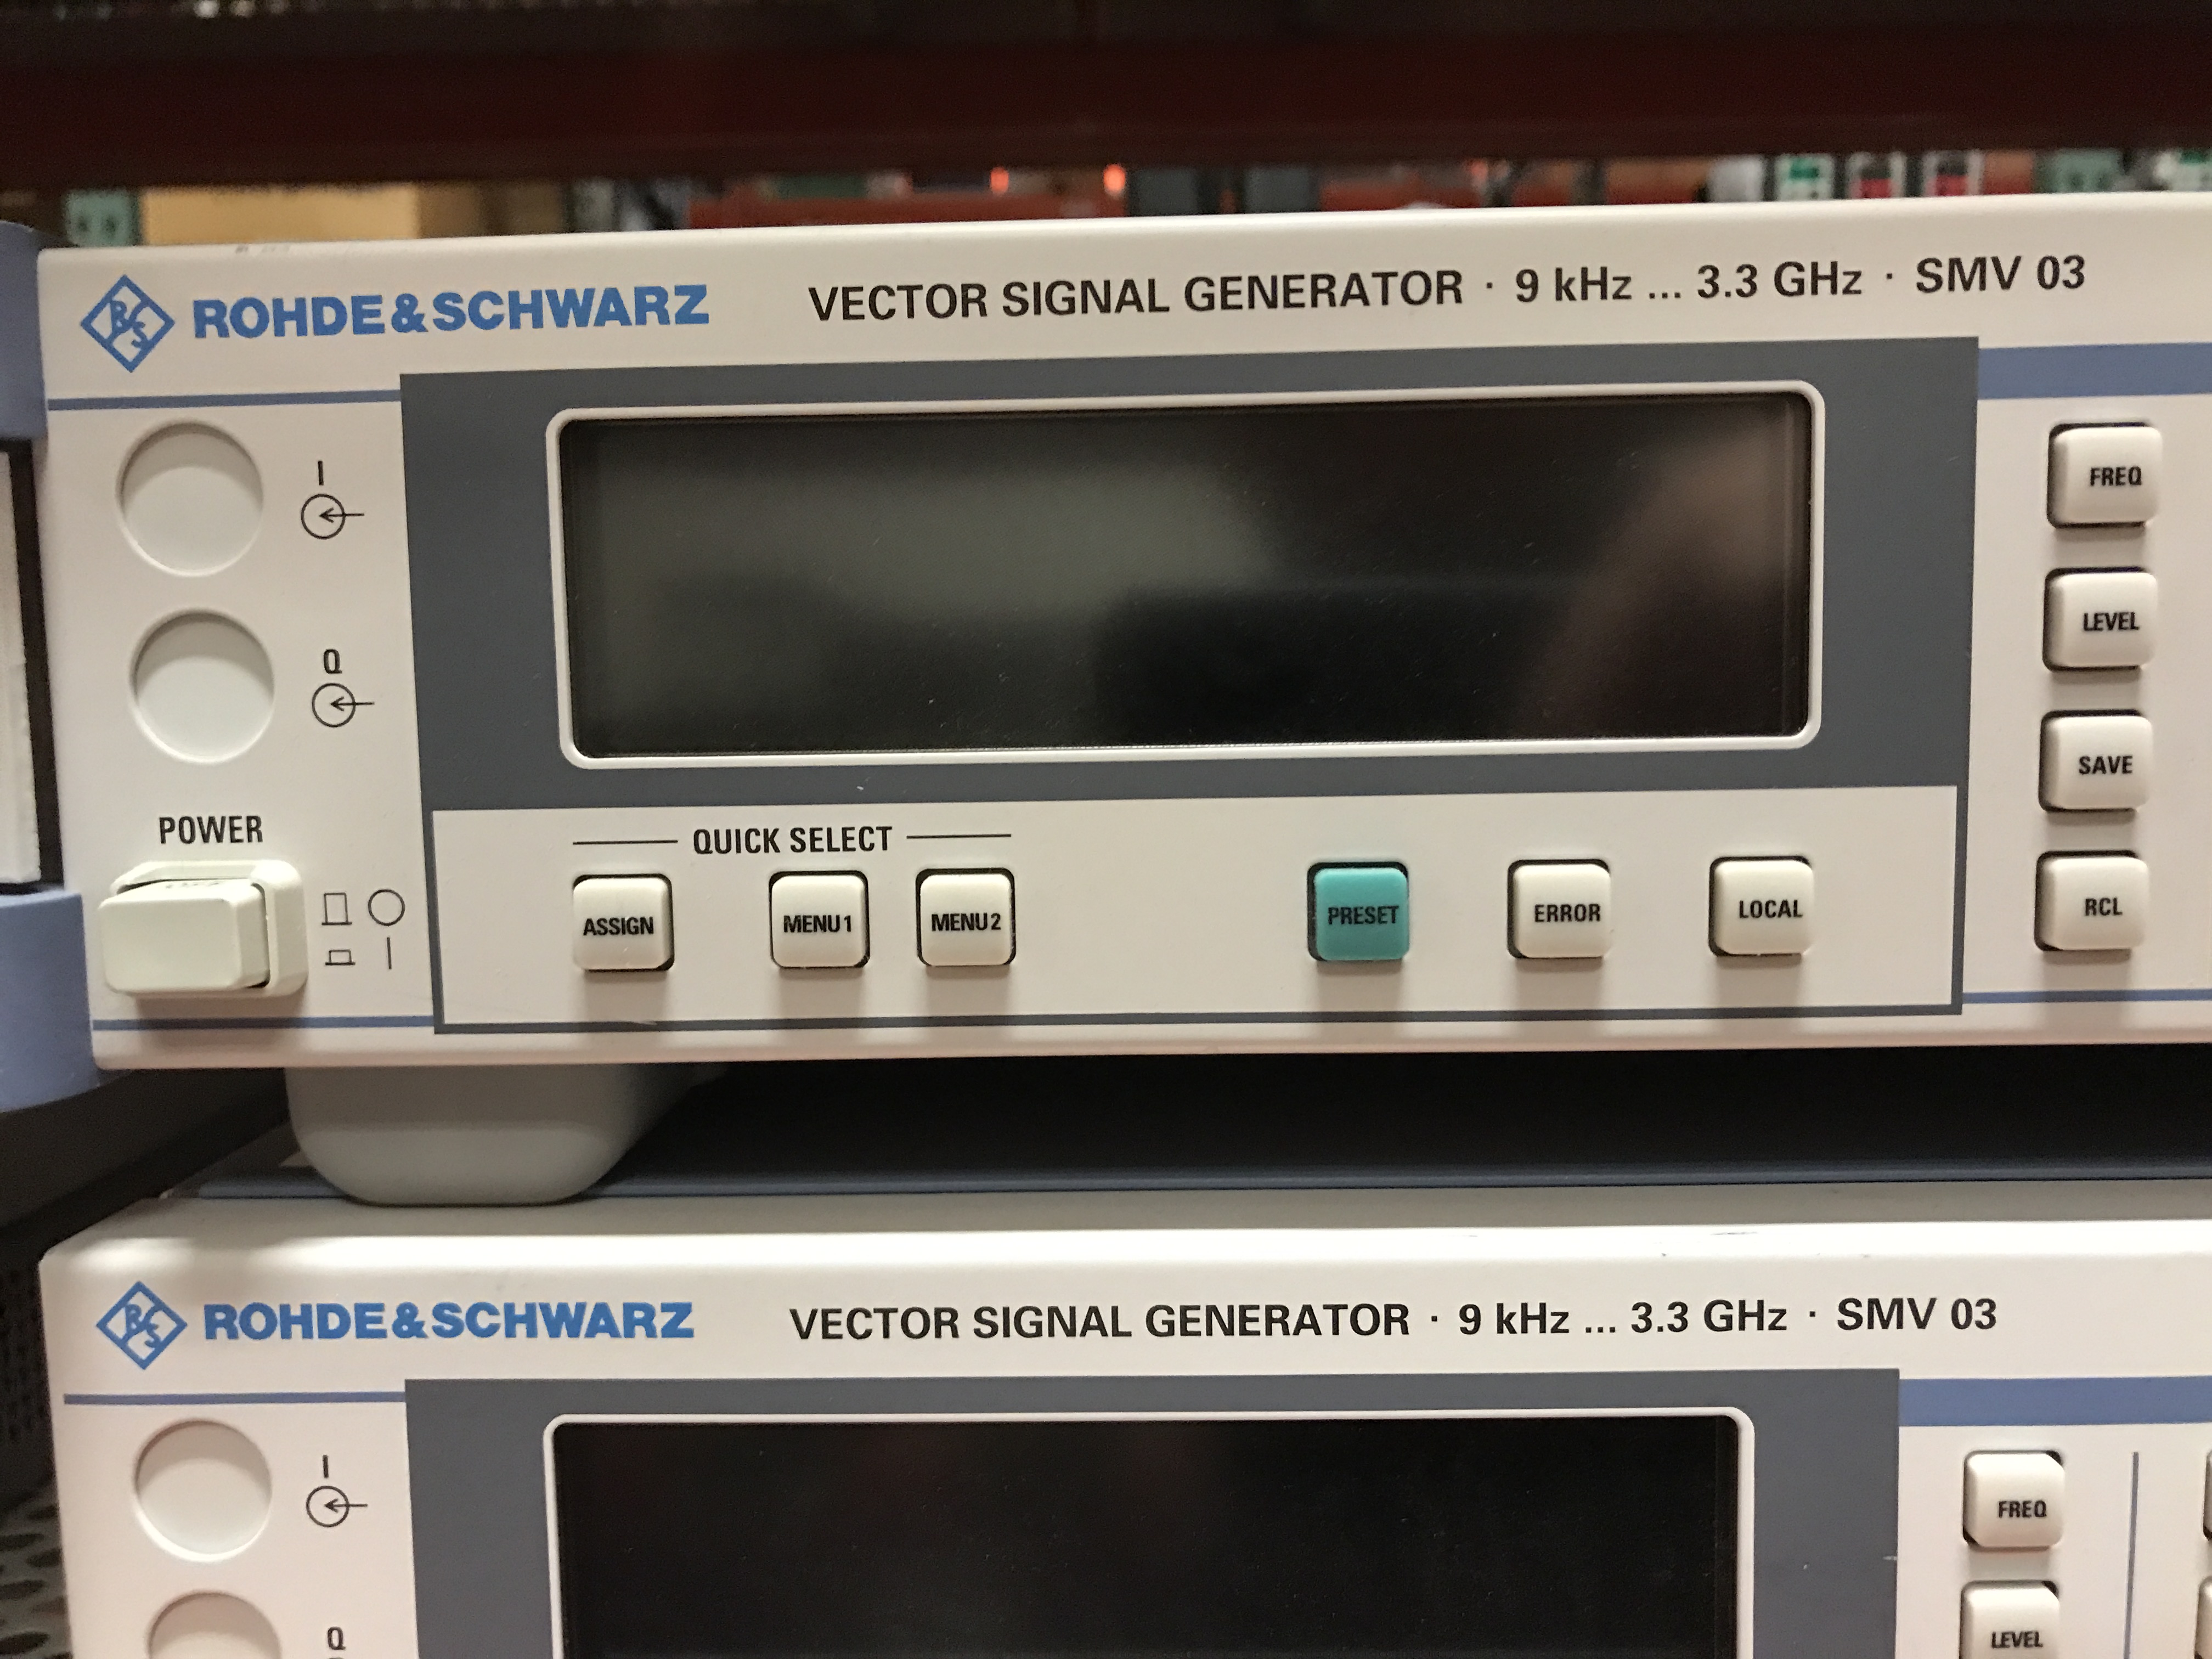 R&S ROHDE&SCHWARZ VECTOR SIGNAL GENERATOR · 9 kHz ... 3.3 GHz · SMV 03
I
FREQ
Q
LEVEL
SAVE
POWER
QUICK SELECT
ASSIGN MENU1 MENU2 PRESET ERROR LOCAL RCL
R&S ROHDE&SCHWARZ VECTOR SIGNAL GENERATOR · 9 kHz ... 3.3 GHz · SMV 03
I
FREQ
Q
LEVEL